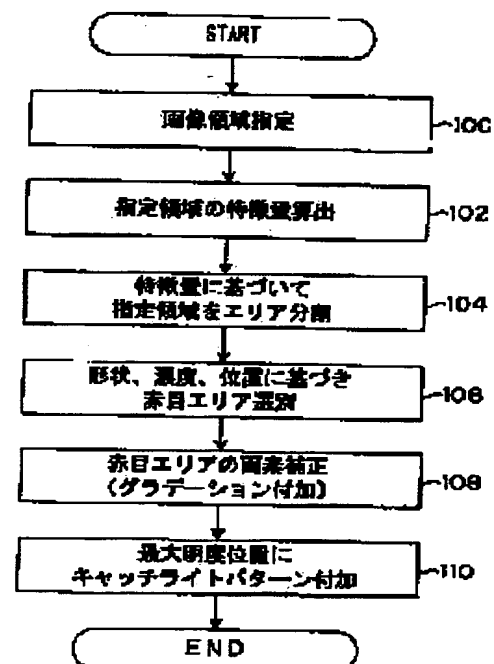 START
画像領域指定
100
指定領域の特徴量算出
102
特徴量に基づいて
指定領域をエリア分割
104
形状、濃度、位置に基づき
赤目エリア選別
106
赤目エリアの画素補正
(グラデーション付加)
108
最大明度位置に
キャッチライトパターン付加
110
END